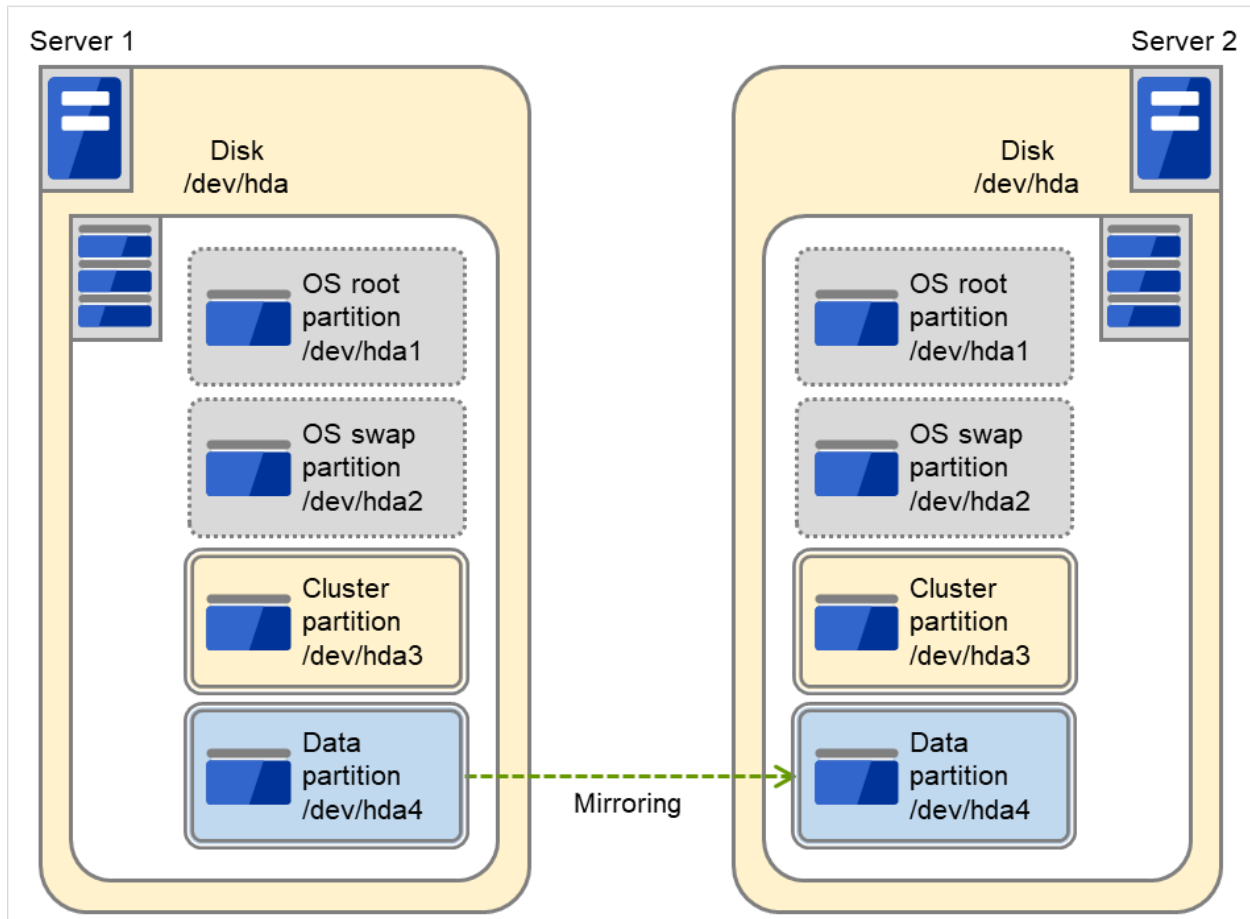 Server 1
Server 2
Disk
/dev/hda
Disk
/dev/hda
OS root
partition
/dev/hda1
OS root
partition
/dev/hda1
OS swap
partition
/dev/hda2
OS swap
partition
/dev/hda2
Cluster
partition
/dev/hda3
Cluster
partition
/dev/hda3
Data
partition
/dev/hda4
Mirroring
Data
partition
/dev/hda4